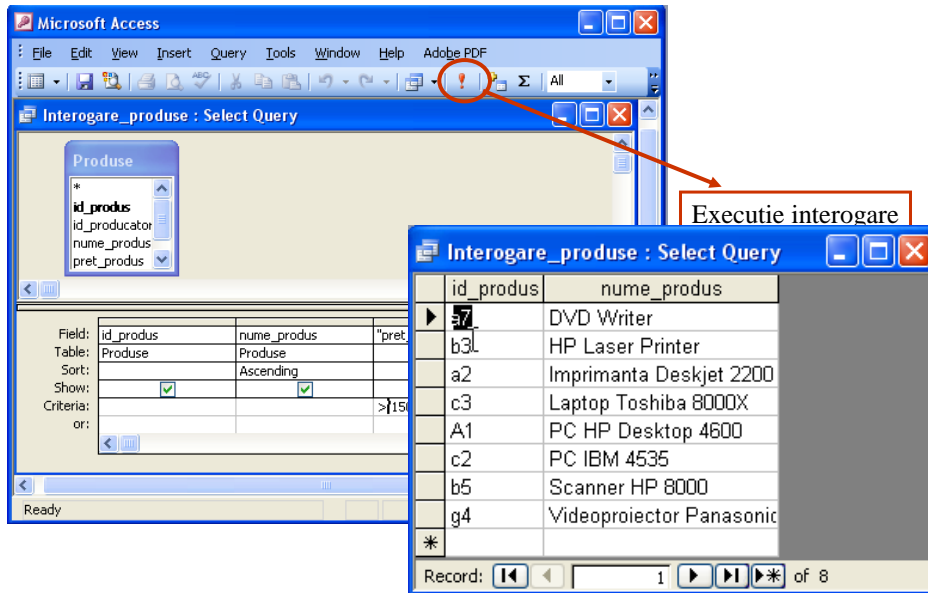 Microsoft Access
File Edit View Insert Query Tools Window Help Adobe PDF
All
Interogare_produse : Select Query
Produse
*
id_produs
id_producator
nume_produs
pret_produs
Executie interogare
Field: id_produs nume_produs "pret_
Table: Produse Produse
Sort: Ascending
Show:
Criteria:
or:
Ready
Interogare_produse : Select Query
id_produs nume_produs
a7 DVD Writer
b3 HP Laser Printer
a2 Imprimanta Deskjet 2200
c3 Laptop Toshiba 8000X
A1 PC HP Desktop 4600
c2 PC IBM 4535
b5 Scanner HP 8000
g4 Videoproiector Panasonic
Record: 1 of 8